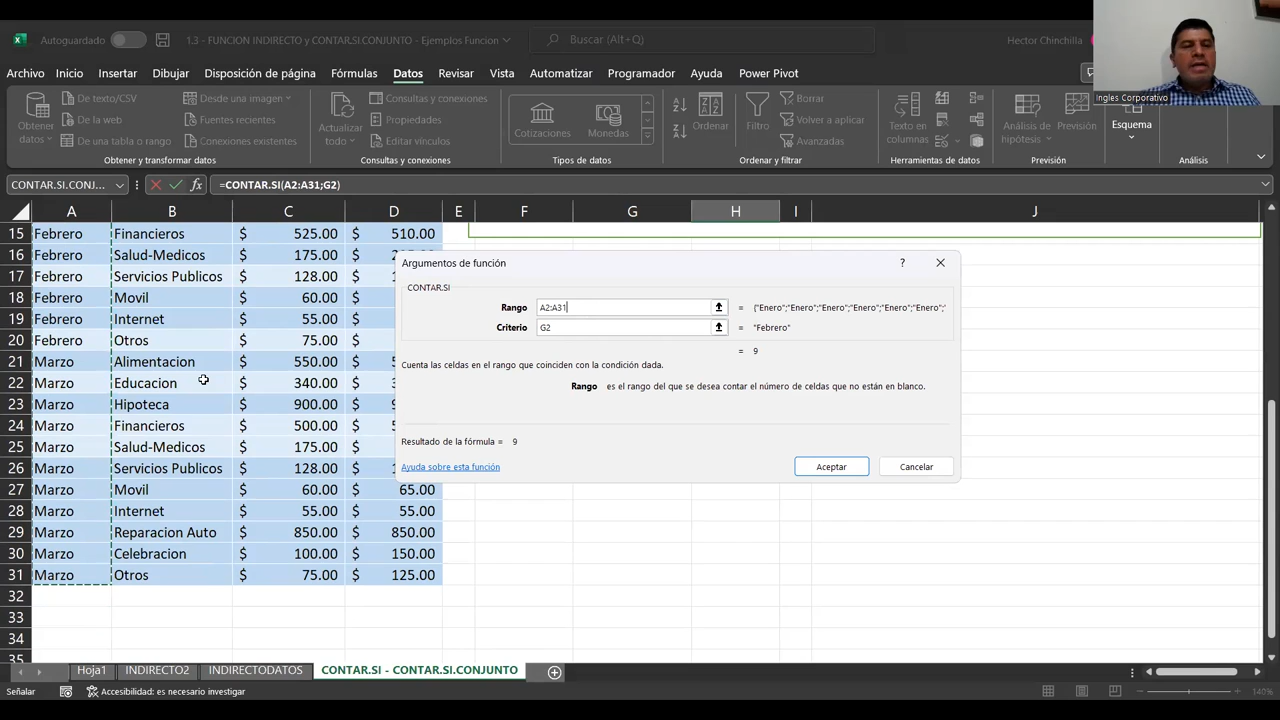 Autoguardado
1.3 - FUNCION INDIRECTO y CONTAR.SI.CONJUNTO - Ejemplos Funcion
Buscar (Alt+Q)
Hector Chinchilla
Ingles Corporativo
Archivo Inicio Insertar Dibujar Disposición de página Fórmulas Datos Revisar Vista Automatizar Programador Ayuda Power Pivot
Obtener datos
De texto/CSV
De la web
De una tabla o rango
Desde una imagen
Fuentes recientes
Conexiones existentes
Obtener y transformar datos
Actualizar todo
Consultas y conexiones
Propiedades
Editar vínculos
Consultas y conexiones
Cotizaciones
Monedas
Tipos de datos
Ordenar
Filtro
Borrar
Volver a aplicar
Avanzadas
Ordenar y filtrar
Texto en columnas
Herramientas de datos
Análisis de hipótesis
Previsión
Previsión
Esquema
Análisis
CONTAR.SI.CONJ...
fx
=CONTAR.SI(A2:A31;G2)
A B C D E F G H I J
15 Febrero Financieros $ 525.00 $ 510.00
16 Febrero Salud-Medicos $ 175.00 $
17 Febrero Servicios Publicos $ 128.00 $
18 Febrero Movil $ 60.00 $
19 Febrero Internet $ 55.00 $
20 Febrero Otros $ 75.00 $
21 Marzo Alimentacion $ 550.00 $
22 Marzo Educacion $ 340.00 $
23 Marzo Hipoteca $ 900.00 $
24 Marzo Financieros $ 500.00 $
25 Marzo Salud-Medicos $ 175.00 $
26 Marzo Servicios Publicos $ 128.00 $
27 Marzo Movil $ 60.00 $ 65.00
28 Marzo Internet $ 55.00 $ 55.00
29 Marzo Reparacion Auto $ 850.00 $ 850.00
30 Marzo Celebracion $ 100.00 $ 150.00
31 Marzo Otros $ 75.00 $ 125.00
32
33
34
35
Argumentos de función ?
CONTAR.SI
Rango A2:A31 = {"Enero";"Enero";"Enero";"Enero";"Enero";"Enero";"
Criterio G2 = "Febrero"
= 9
Cuenta las celdas en el rango que coinciden con la condición dada.
Rango es el rango del que se desea contar el número de celdas que no están en blanco.
Resultado de la fórmula = 9
Ayuda sobre esta función
Aceptar
Cancelar
Hoja1 INDIRECTO2 INDIRECTODATOS CONTAR.SI - CONTAR.SI.CONJUNTO
Señalar
Accesibilidad: es necesario investigar
140%